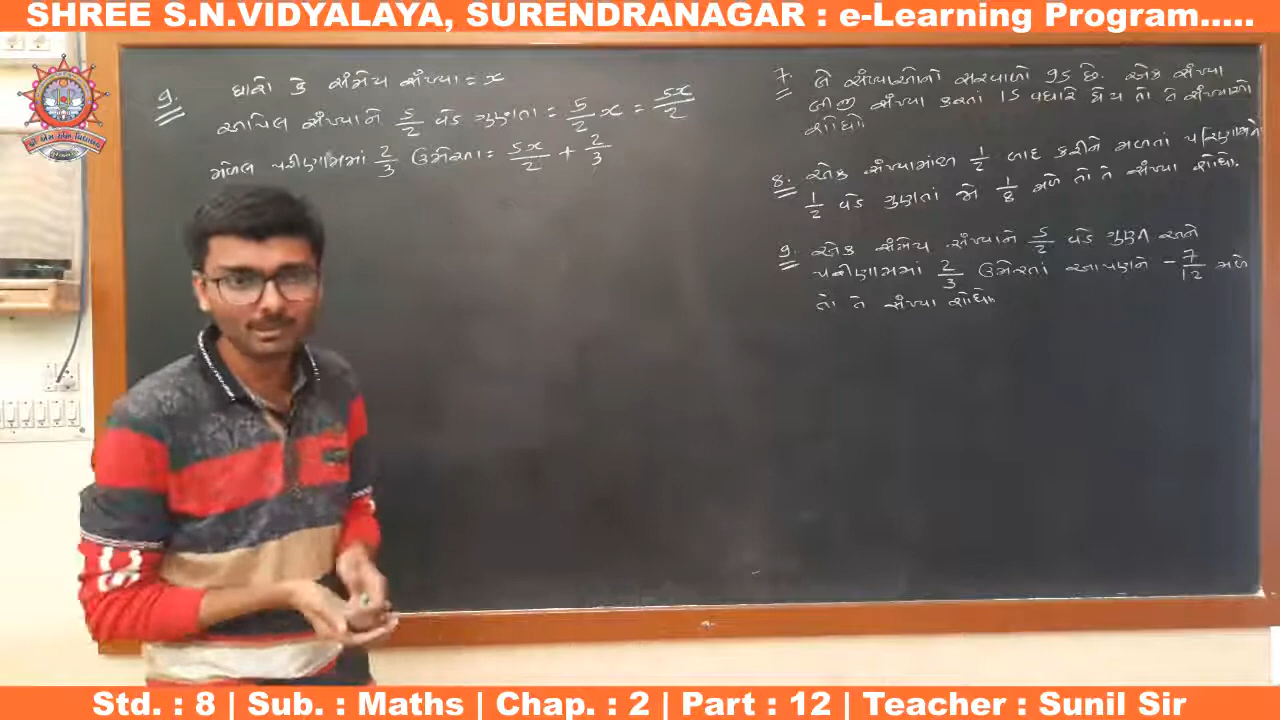 SHREE S.N.VIDYALAYA, SURENDRANAGAR : e-Learning Program.....
9. ધારો કે સંમેય સંખ્યા = x
આપેલ સંખ્યાને 5/2 વડે ગુણતા = 5/2 x = 5x/2
મળેલ પરીણામમાં 2/3 ઉમેરતા = 5x/2 + 2/3
7. બે સંખ્યાઓનો સરવાળો 95 છે. એક સંખ્યા
બીજી સંખ્યા કરતાં 15 વધારે હોય તો તે સંખ્યાઓ
શોધો.
8. એક સંખ્યામાંથી 1/2 બાદ કરીને મળતાં પરિણામને
1/2 વડે ગુણતાં જો 1/8 મળે તો તે સંખ્યા શોધો.
9. એક સંમેય સંખ્યાને 5/2 વડે ગુણી અને
પરીણામમાં 2/3 ઉમેરતાં આપણને -7/12 મળે
તો તે સંખ્યા શોધો.
Std. : 8 | Sub. : Maths | Chap. : 2 | Part : 12 | Teacher : Sunil Sir